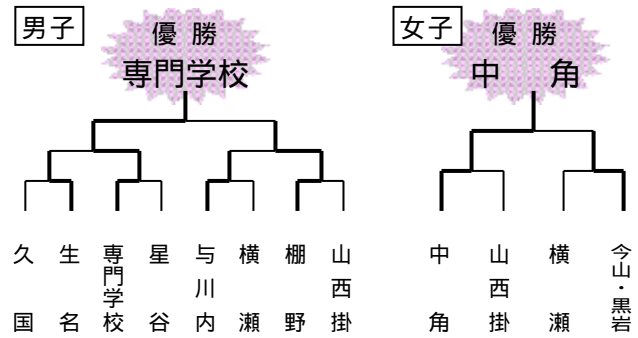 男子
優 勝
専門学校
久国
生名
専門学校
星谷
与川内
横瀬
棚野
山西掛
女子
優 勝
中 角
中角
山西掛
横瀬
今山・黒岩